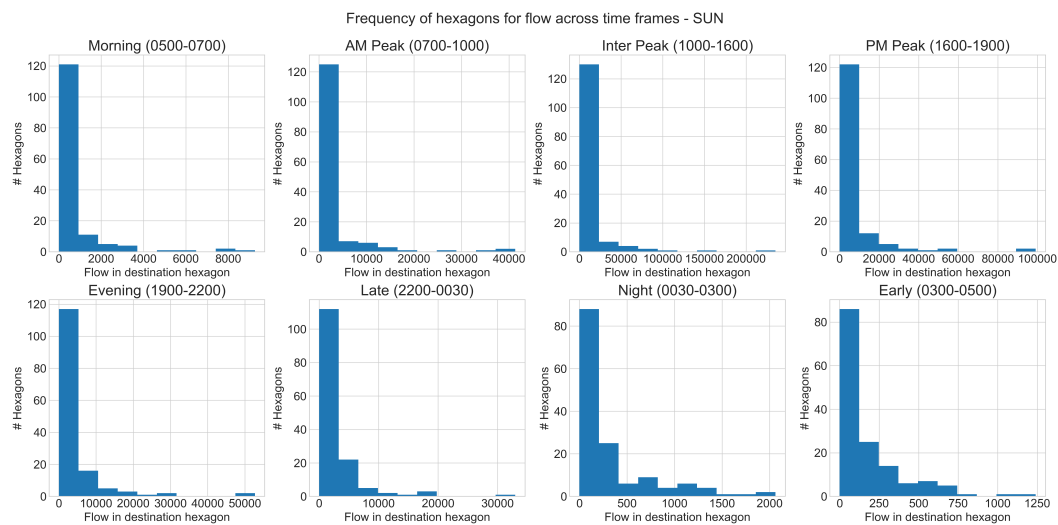 Frequency of hexagons for flow across time frames - SUN
Morning (0500-0700)
# Hexagons
120
100
80
60
40
20
0
0 2000 4000 6000 8000
Flow in destination hexagon
AM Peak (0700-1000)
# Hexagons
120
100
80
60
40
20
0
0 10000 20000 30000 40000
Flow in destination hexagon
Inter Peak (1000-1600)
# Hexagons
120
100
80
60
40
20
0
0 50000 100000 150000 200000
Flow in destination hexagon
PM Peak (1600-1900)
# Hexagons
120
100
80
60
40
20
0
0 20000 40000 60000 80000 100000
Flow in destination hexagon
Evening (1900-2200)
# Hexagons
120
100
80
60
40
20
0
0 10000 20000 30000 40000 50000
Flow in destination hexagon
Late (2200-0030)
# Hexagons
100
80
60
40
20
0
0 10000 20000 30000
Flow in destination hexagon
Night (0030-0300)
# Hexagons
80
60
40
20
0
0 500 1000 1500 2000
Flow in destination hexagon
Early (0300-0500)
# Hexagons
80
60
40
20
0
0 250 500 750 1000 1250
Flow in destination hexagon